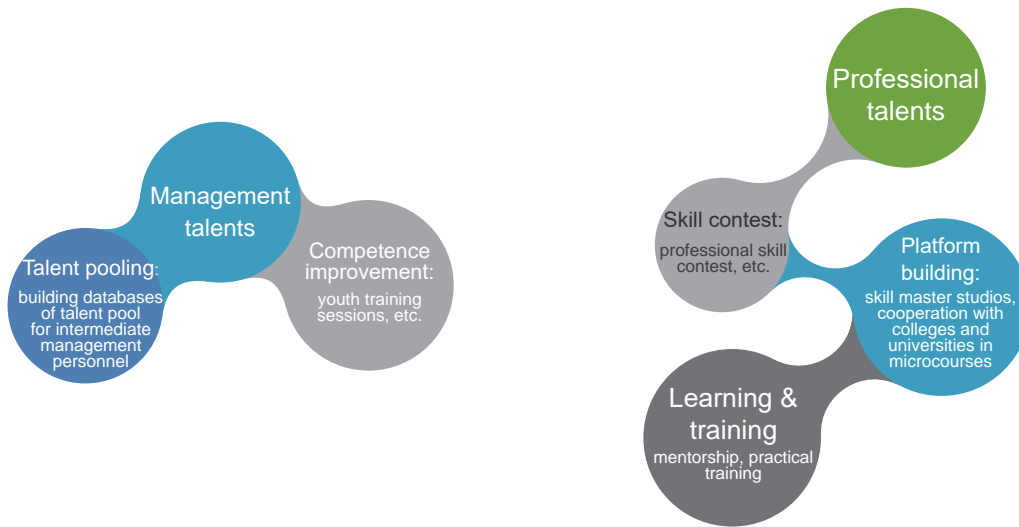 Management
talents
Talent pooling:
building databases
of talent pool
for intermediate
management
personnel
Competence
improvement:
youth training
sessions, etc.
Professional
talents
Skill contest:
professional skill
contest, etc.
Platform
building:
skill master studios,
cooperation with
colleges and
universities in
microcourses
Learning &
training
mentorship, practical
training